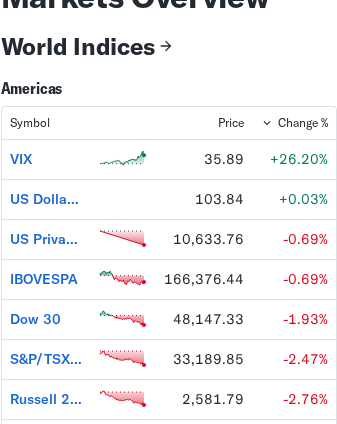 Markets Overview
World Indices
Americas
Symbol Price Change %
VIX 35.89 +26.20%
US Dolla... 103.84 +0.03%
US Priva... 10,633.76 -0.69%
IBOVESPA 166,376.44 -0.69%
Dow 30 48,147.33 -1.93%
S&P/TSX... 33,189.85 -2.47%
Russell 2... 2,581.79 -2.76%